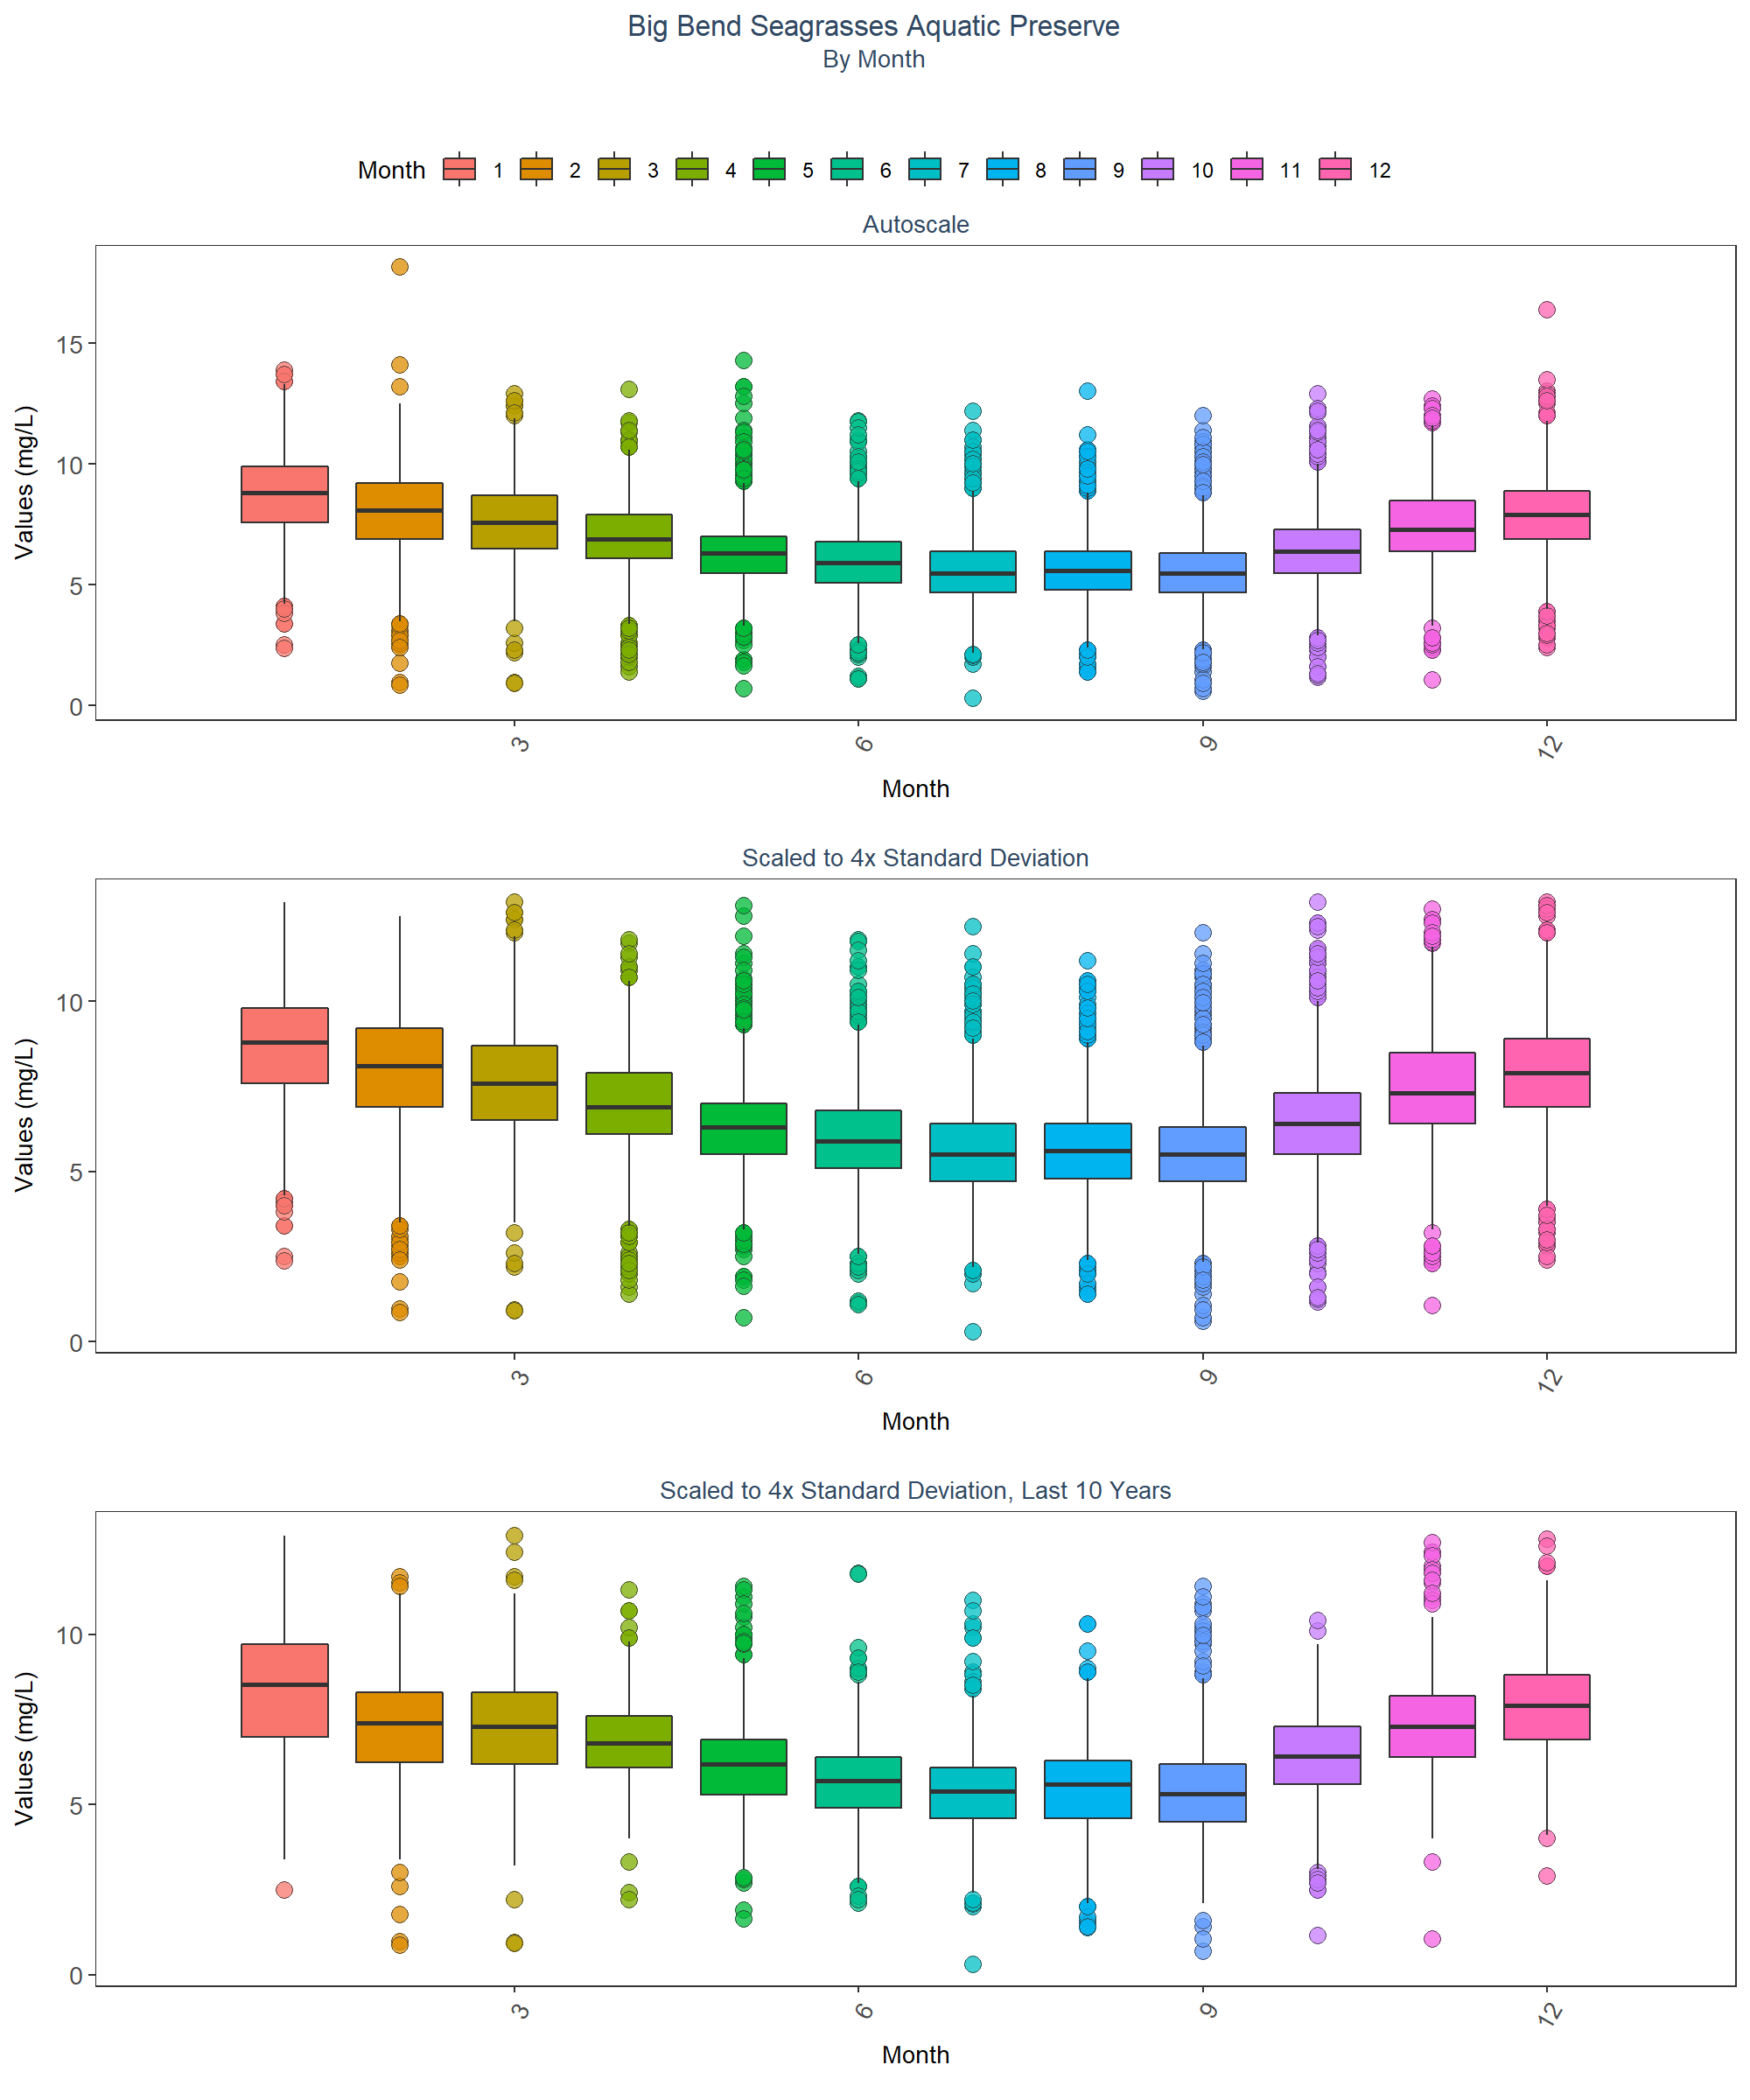 Big Bend Seagrasses Aquatic Preserve
By Month
Month 1 2 3 4 5 6 7 8 9 10 11 12
Autoscale
Values (mg/L)
15
10
5
0
3 6 9 12
Month
Scaled to 4x Standard Deviation
Values (mg/L)
10
5
0
3 6 9 12
Month
Scaled to 4x Standard Deviation, Last 10 Years
Values (mg/L)
10
5
0
3 6 9 12
Month